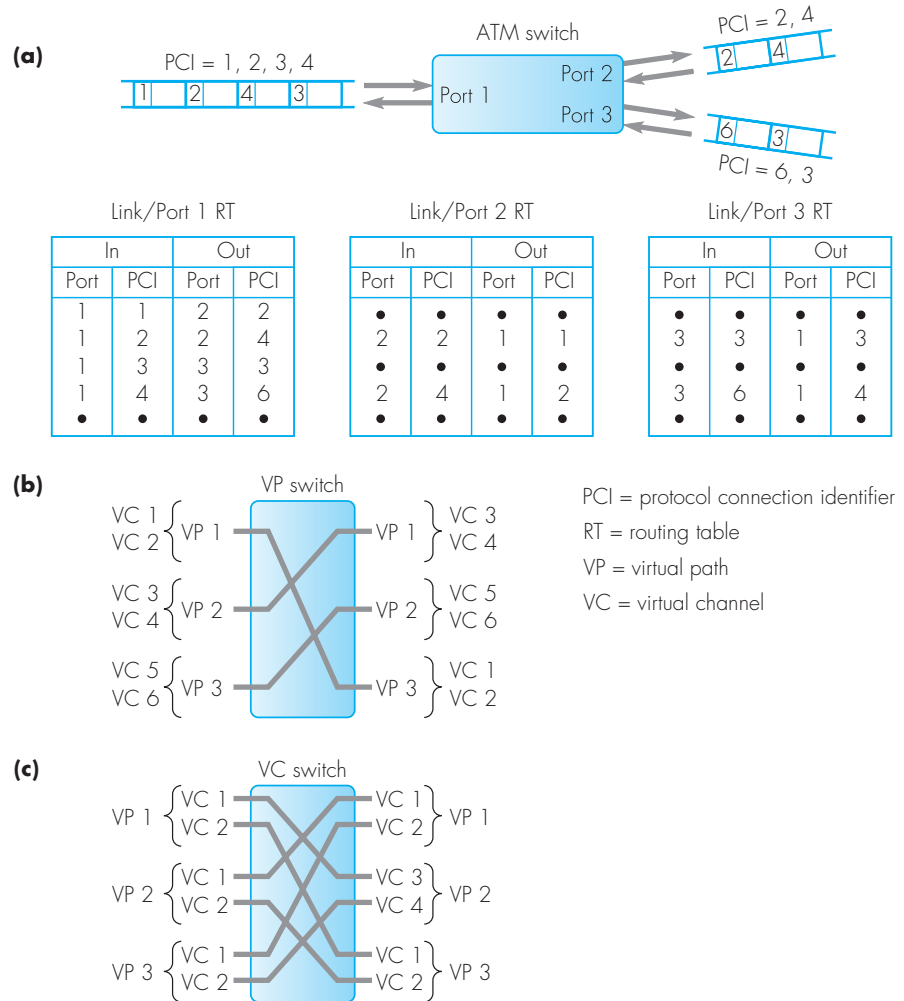 (a)
PCI = 1, 2, 3, 4
1 2 4 3
ATM switch
Port 1
Port 2
Port 3
PCI = 2, 4
2 4
6 3
PCI = 6, 3
Link/Port 1 RT
In Out
Port PCI Port PCI
1 1 2 2
1 2 2 4
1 3 3 3
1 4 3 6
• • • •
Link/Port 2 RT
In Out
Port PCI Port PCI
• • • •
2 2 1 1
• • • •
2 4 1 2
• • • •
Link/Port 3 RT
In Out
Port PCI Port PCI
• • • •
3 3 1 3
• • • •
3 6 1 4
• • • •
(b)
VP switch
VC 1
VC 2
VP 1
VP 1
VC 3
VC 4
VC 3
VC 4
VP 2
VP 2
VC 5
VC 6
VC 5
VC 6
VP 3
VP 3
VC 1
VC 2
PCI = protocol connection identifier
RT = routing table
VP = virtual path
VC = virtual channel
(c)
VC switch
VP 1
VC 1
VC 2
VC 1
VC 2
VP 1
VP 2
VC 1
VC 2
VC 3
VC 4
VP 2
VP 3
VC 1
VC 2
VC 1
VC 2
VP 3